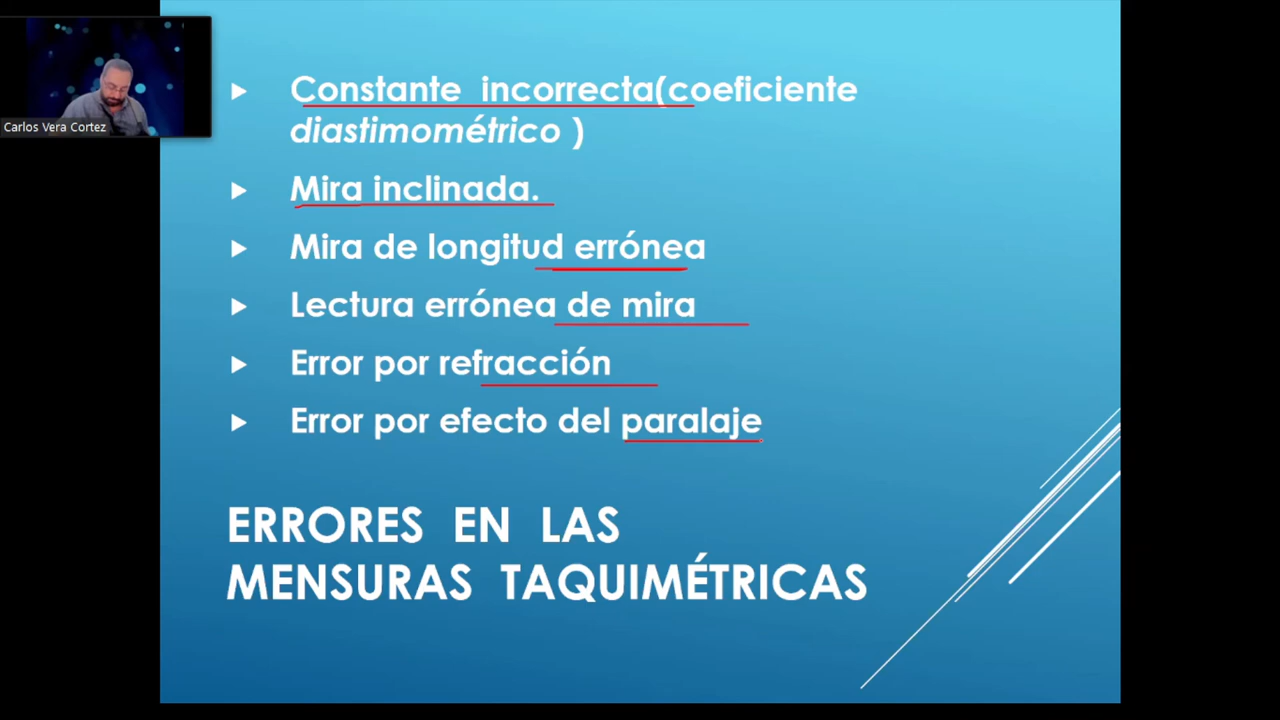 Constante incorrecta(coeficiente
diastimométrico )
Carlos Vera Cortez
Mira inclinada.
Mira de longitud errónea
Lectura errónea de mira
Error por refracción
Error por efecto del paralaje
ERRORES EN LAS
MENSURAS TAQUIMÉTRICAS